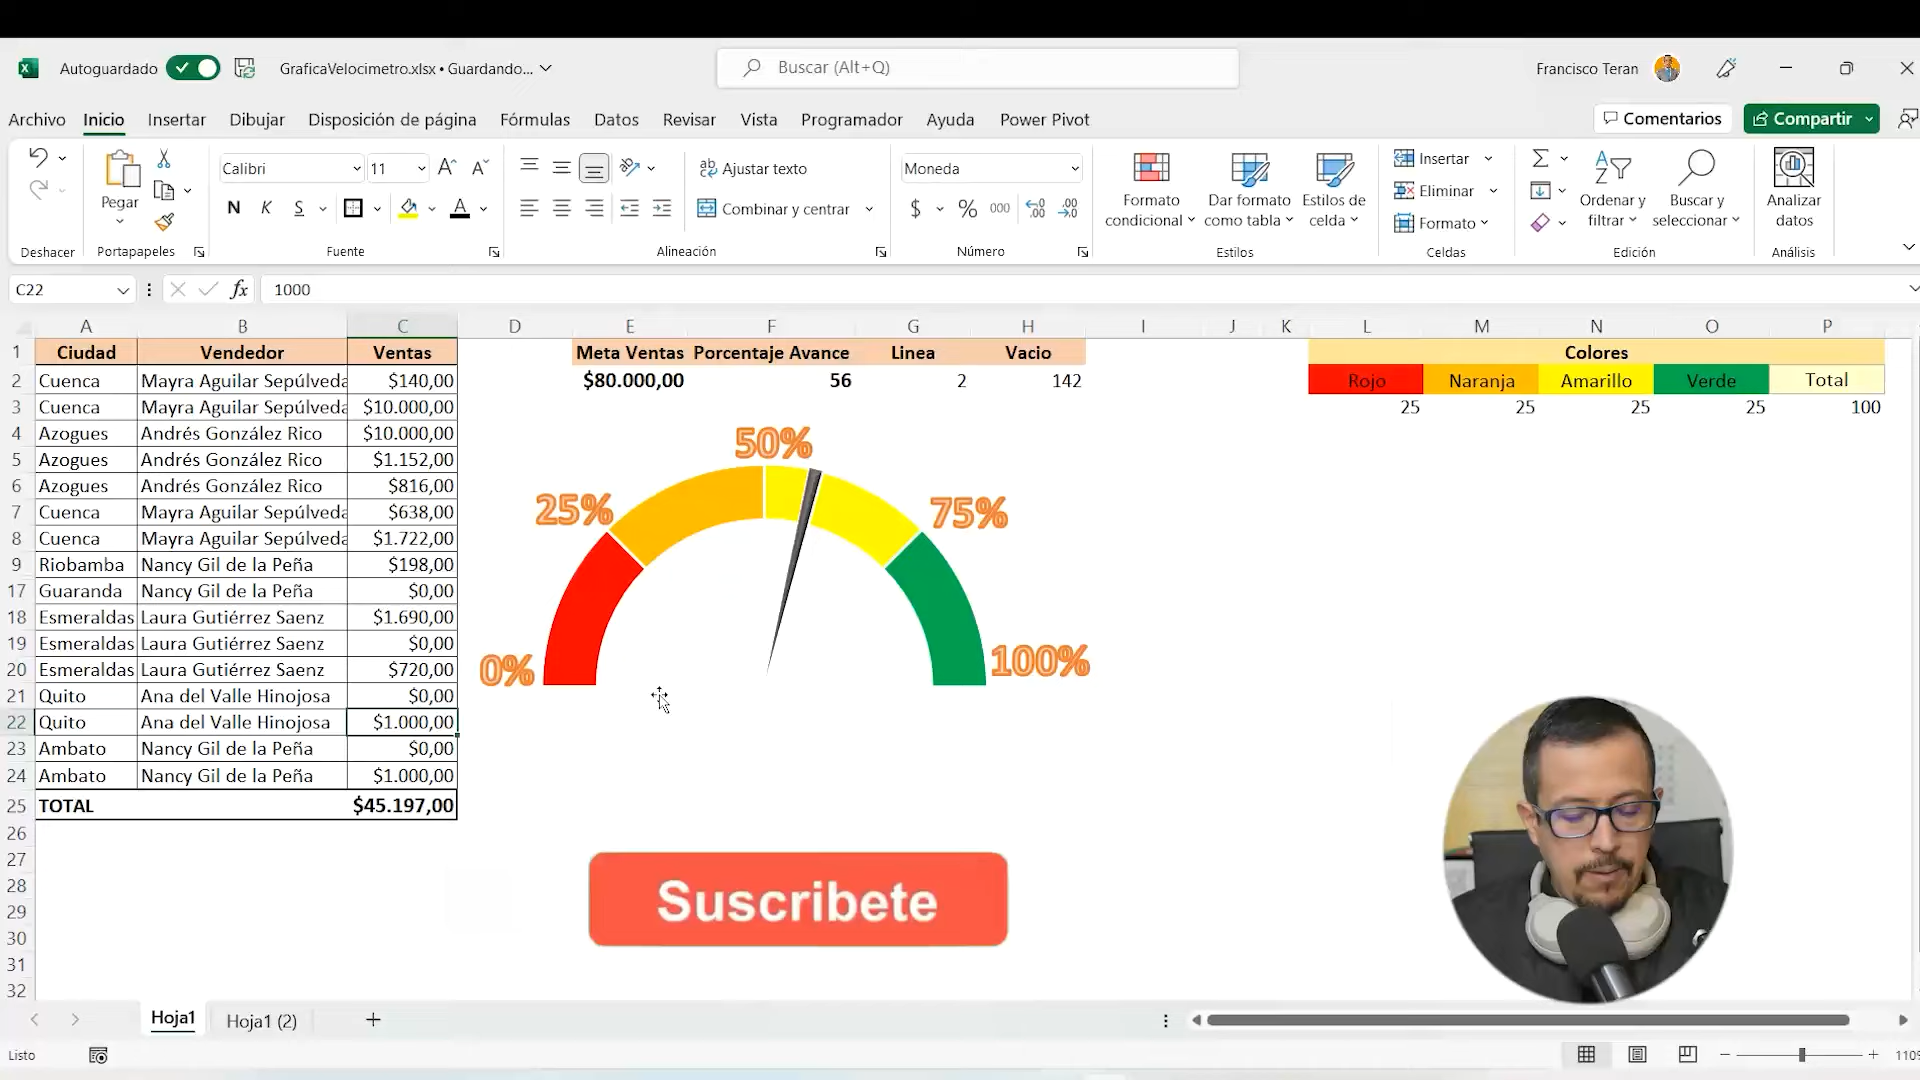 Autoguardado GraficaVelocimetro.xlsx • Guardando... Buscar (Alt+Q) Francisco Teran
Archivo Inicio Insertar Dibujar Disposición de página Fórmulas Datos Revisar Vista Programador Ayuda Power Pivot Comentarios Compartir
Pegar Calibri 11 Ajustar texto Moneda Formato condicional Dar formato como tabla Estilos de celda Insertar Ordenar y filtrar Buscar y seleccionar Analizar datos
Eliminar
N K S Combinar y centrar $ % 000 Formato
Deshacer Portapapeles Fuente Alineación Número Estilos Celdas Edición Análisis
C22 fx 1000
A B C D E F G H I J K L M N O P
1 Ciudad Vendedor Ventas Meta Ventas Porcentaje Avance Linea Vacio Colores
2 Cuenca Mayra Aguilar Sepúlveda $140,00 $80.000,00 56 2 142 Rojo Naranja Amarillo Verde Total
3 Cuenca Mayra Aguilar Sepúlveda $10.000,00 25 25 25 25 100
4 Azogues Andrés González Rico $10.000,00
5 Azogues Andrés González Rico $1.152,00
6 Azogues Andrés González Rico $816,00
7 Cuenca Mayra Aguilar Sepúlveda $638,00
8 Cuenca Mayra Aguilar Sepúlveda $1.722,00
9 Riobamba Nancy Gil de la Peña $198,00
17 Guaranda Nancy Gil de la Peña $0,00
18 Esmeraldas Laura Gutiérrez Saenz $1.690,00
19 Esmeraldas Laura Gutiérrez Saenz $0,00
20 Esmeraldas Laura Gutiérrez Saenz $720,00
21 Quito Ana del Valle Hinojosa $0,00
22 Quito Ana del Valle Hinojosa $1.000,00
23 Ambato Nancy Gil de la Peña $0,00
24 Ambato Nancy Gil de la Peña $1.000,00
25 TOTAL $45.197,00
26
27
28
29
30
31
32
50%
25% 75%
0% 100%
Suscribete
Hoja1 Hoja1 (2)
Listo 110%